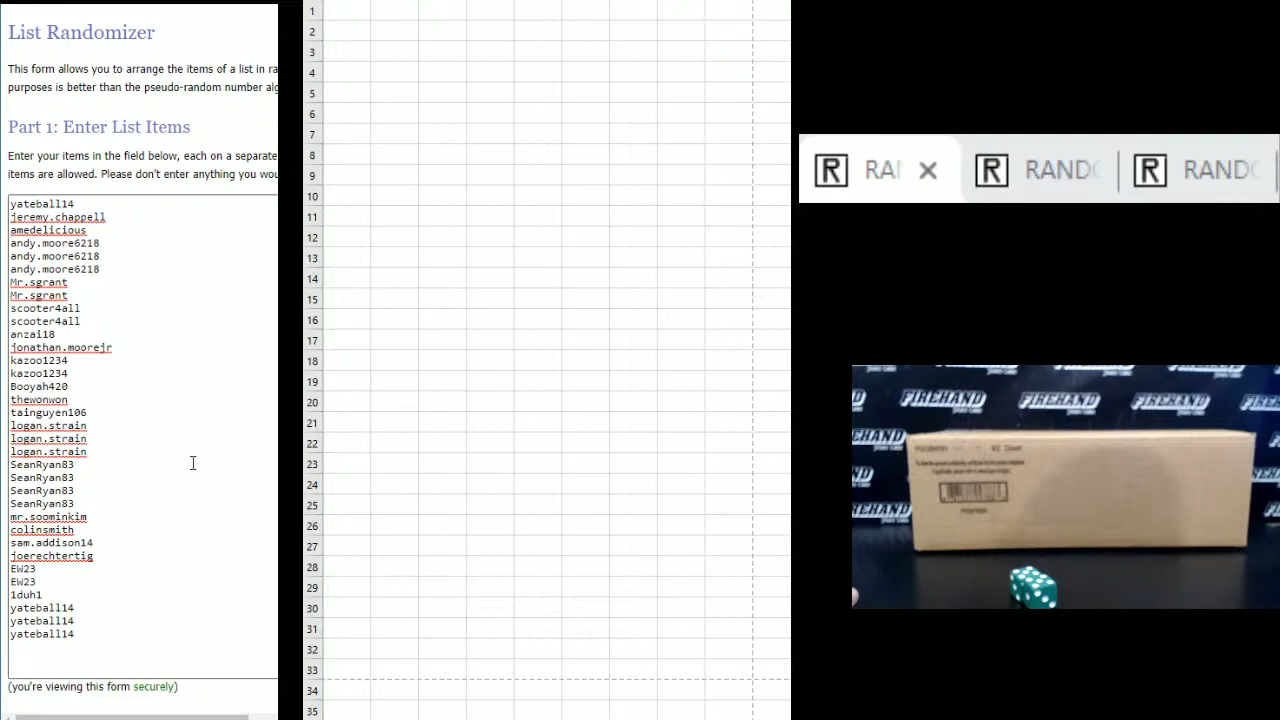 List Randomizer
This form allows you to arrange the items of a list in ra
purposes is better than the pseudo-random number alg
Part 1: Enter List Items
Enter your items in the field below, each on a separate
items are allowed. Please don't enter anything you wou
yateball14
jeremy.chappell
amedelicious
andy.moore6218
andy.moore6218
andy.moore6218
Mr.sgrant
Mr.sgrant
scooter4all
scooter4all
anzai18
jonathan.moorejr
kazoo1234
kazoo1234
Booyah420
thewonwon
tainguyen106
logan.strain
logan.strain
logan.strain
SeanRyan83
SeanRyan83
SeanRyan83
SeanRyan83
mr.soominkim
colinsmith
sam.addison14
joerechtertig
EW23
EW23
1duh1
yateball14
yateball14
yateball14
(you're viewing this form securely)
1
2
3
4
5
6
7
8
9
10
11
12
13
14
15
16
17
18
19
20
21
22
23
24
25
26
27
28
29
30
31
32
33
34
35
R RAN × R RANDO R RANDO
FIREHAND FIREHAND FIREHAND FIREHAND